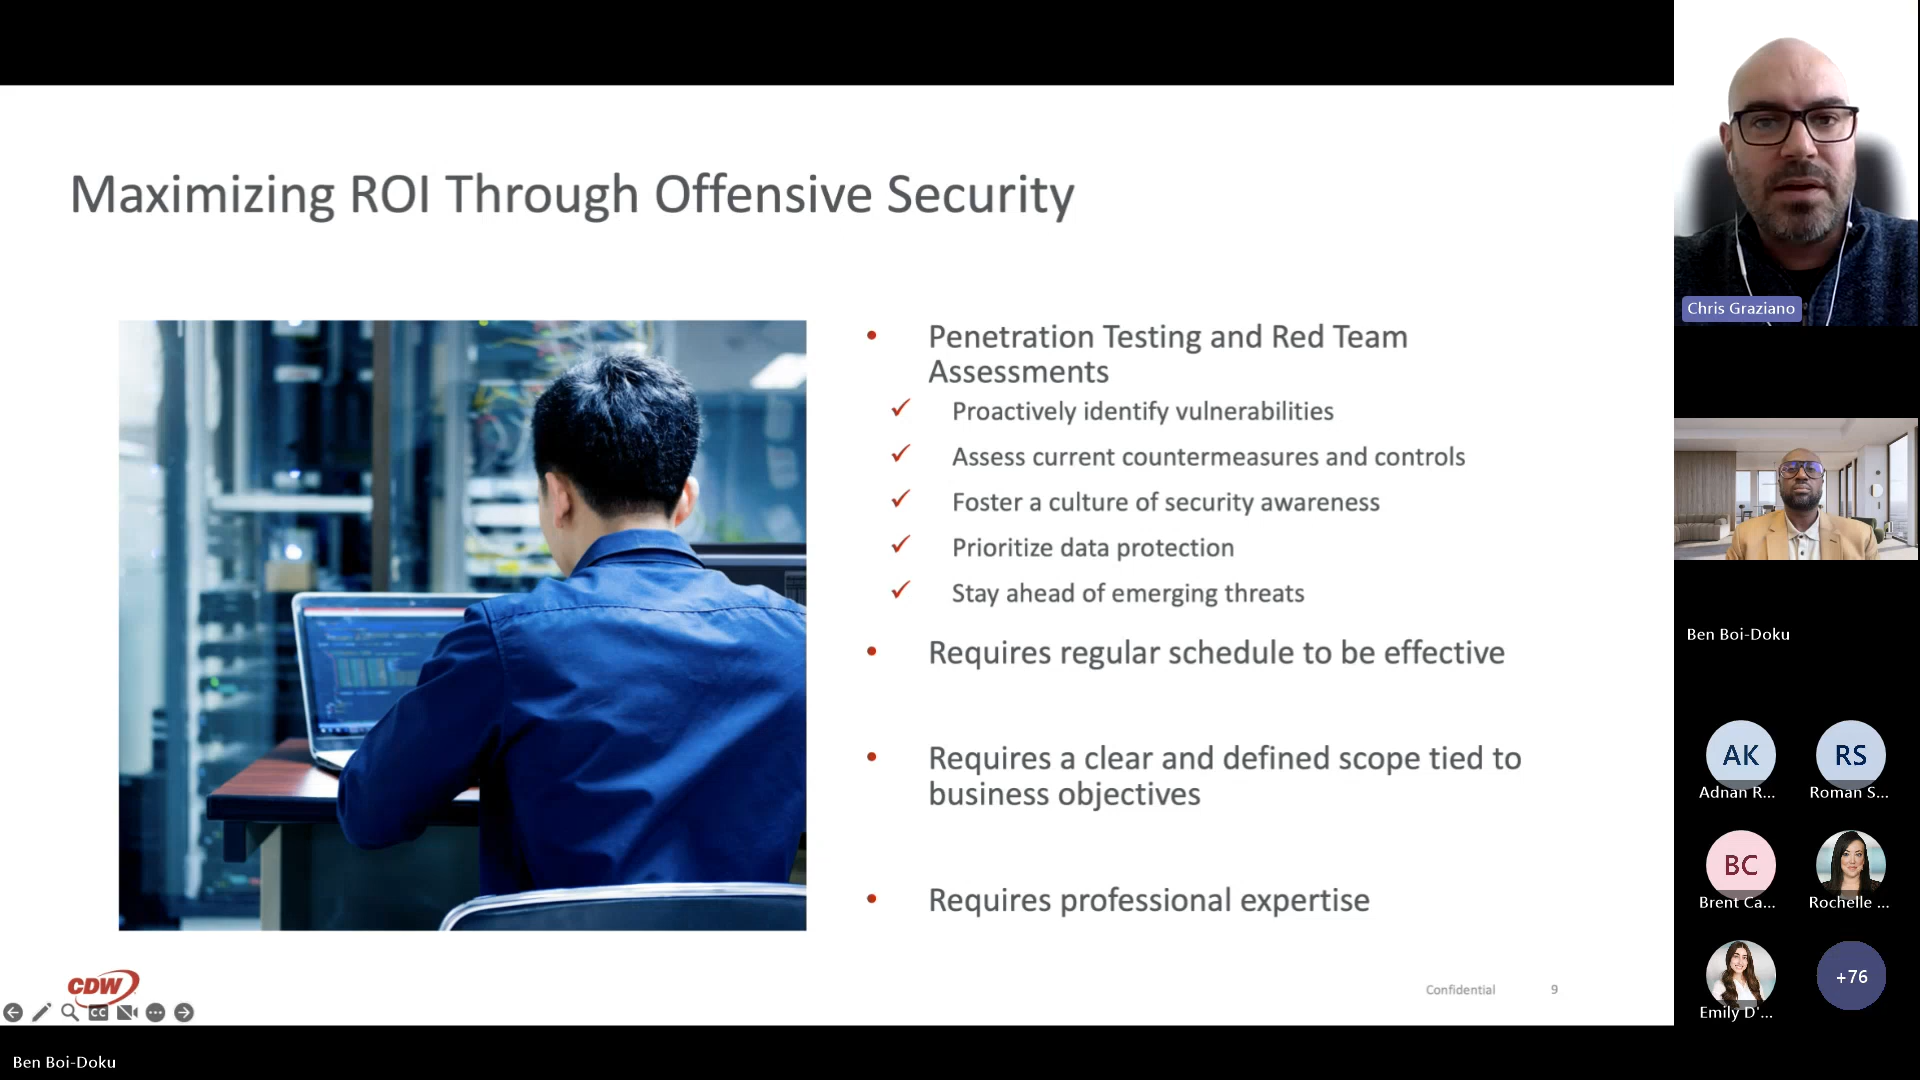 Maximizing ROI Through Offensive Security
• Penetration Testing and Red Team
Assessments
✓ Proactively identify vulnerabilities
✓ Assess current countermeasures and controls
✓ Foster a culture of security awareness
✓ Prioritize data protection
✓ Stay ahead of emerging threats
• Requires regular schedule to be effective
• Requires a clear and defined scope tied to
business objectives
• Requires professional expertise
CDW
Confidential 9
CC
Ben Boi-Doku
Chris Graziano
Ben Boi-Doku
AK RS
Adnan R... Roman S...
BC
Brent Ca... Rochelle ...
+76
Emily D'...